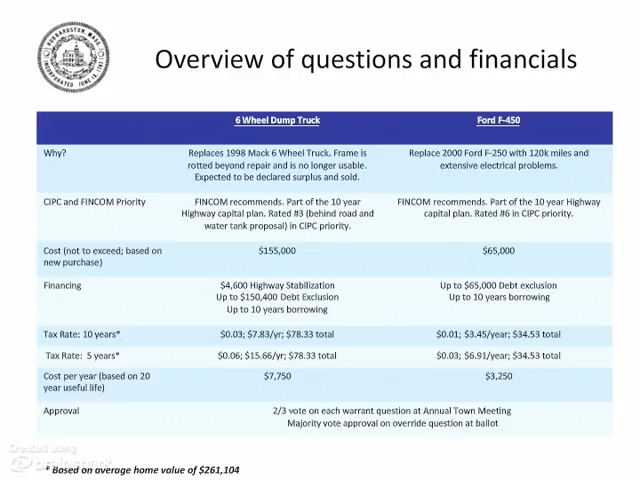 HUBBARDSTON, MASS.
INCORPORATED JUNE 13, 1767
Overview of questions and financials
6 Wheel Dump Truck
Ford F-450
Why?
Replaces 1998 Mack 6 Wheel Truck. Frame is
rotted beyond repair and is no longer usable.
Expected to be declared surplus and sold.
Replace 2000 Ford F-250 with 120k miles and
extensive electrical problems.
CIPC and FINCOM Priority
FINCOM recommends. Part of the 10 year
Highway capital plan. Rated #3 (behind road and
water tank proposal) in CIPC priority.
FINCOM recommends. Part of the 10 year Highway
capital plan. Rated #6 in CIPC priority.
Cost (not to exceed; based on
new purchase)
$155,000
$65,000
Financing
$4,600 Highway Stabilization
Up to $150,400 Debt Exclusion
Up to 10 years borrowing
Up to $65,000 Debt exclusion
Up to 10 years borrowing
Tax Rate: 10 years*
$0.03; $7.83/yr; $78.33 total
$0.01; $3.45/year; $34.53 total
Tax Rate: 5 years*
$0.06; $15.66/yr; $78.33 total
$0.03; $6.91/year; $34.53 total
Cost per year (based on 20
year useful life)
$7,750
$3,250
Approval
2/3 vote on each warrant question at Annual Town Meeting
Majority vote approval on override question at ballot
Created using
brainshark
* Based on average home value of $261,104